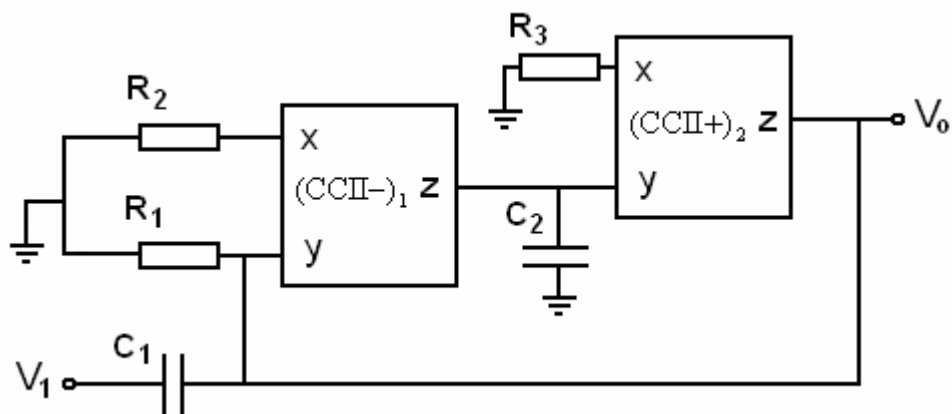 R3
x
(CCII+)2 z
y
Vo
R2
x
(CCII−)1 z
R1
y
C2
C1
V1